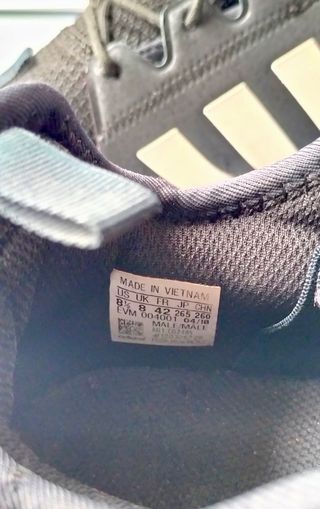 MADE IN VIETNAM
US UK FR JP CHN
8½ 8 42 265 260
EVM 004001 04/18
MALE/MALE